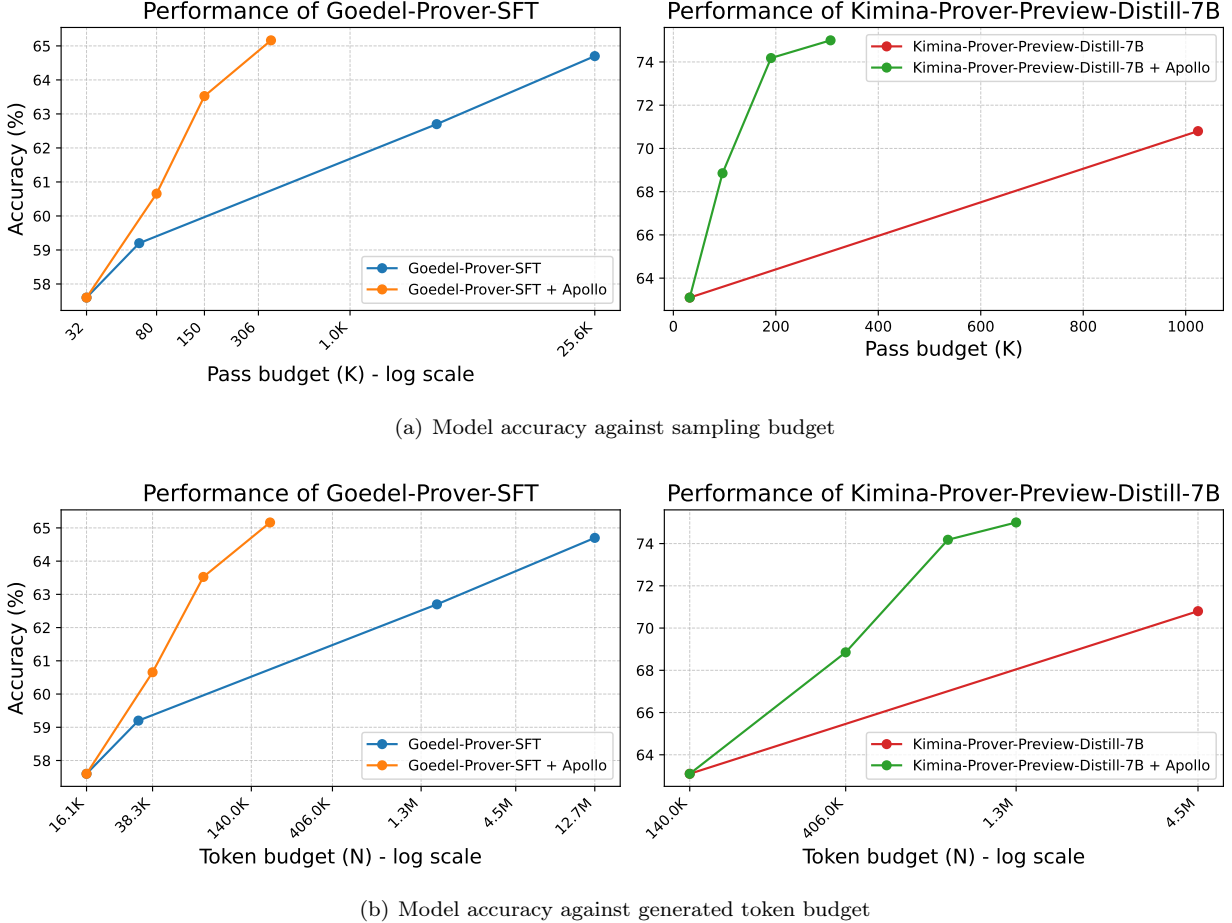 Performance of Goedel-Prover-SFT
Accuracy (%)
65
64
63
62
61
60
59
58
32
80
150
306
1.0K
25.6K
Pass budget (K) - log scale
Goedel-Prover-SFT
Goedel-Prover-SFT + Apollo
Performance of Kimina-Prover-Preview-Distill-7B
74
72
70
68
66
64
0
200
400
600
800
1000
Pass budget (K)
Kimina-Prover-Preview-Distill-7B
Kimina-Prover-Preview-Distill-7B + Apollo
(a) Model accuracy against sampling budget
Performance of Goedel-Prover-SFT
Accuracy (%)
65
64
63
62
61
60
59
58
16.1K
38.3K
140.0K
406.0K
1.3M
4.5M
12.7M
Token budget (N) - log scale
Goedel-Prover-SFT
Goedel-Prover-SFT + Apollo
Performance of Kimina-Prover-Preview-Distill-7B
74
72
70
68
66
64
140.0K
406.0K
1.3M
4.5M
Token budget (N) - log scale
Kimina-Prover-Preview-Distill-7B
Kimina-Prover-Preview-Distill-7B + Apollo
(b) Model accuracy against generated token budget